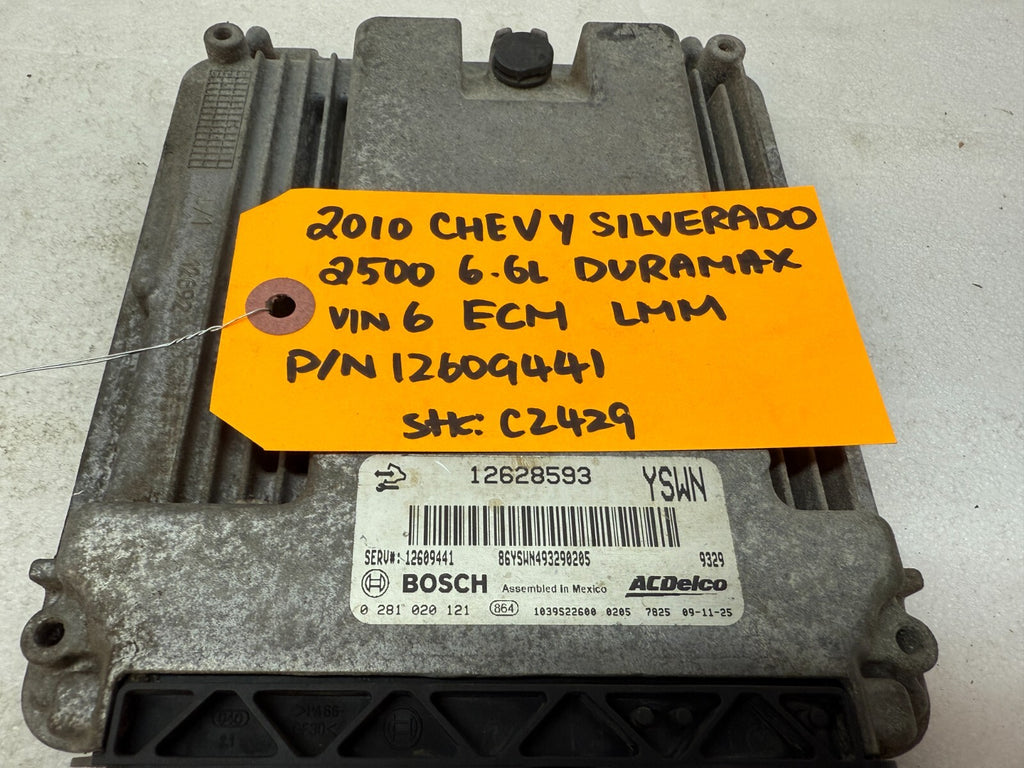 2010 CHEVY SILVERADO
2500 6.6L DURAMAX
VIN 6 ECM LMM
P/N 12609441
Stk: C2429
12628593 YSWN
SERV#: 12609441 86YSWN493290205 9329
BOSCH Assembled In Mexico ACDelco
0 281 020 121 864 1039S22600 0205 7825 09-11-25